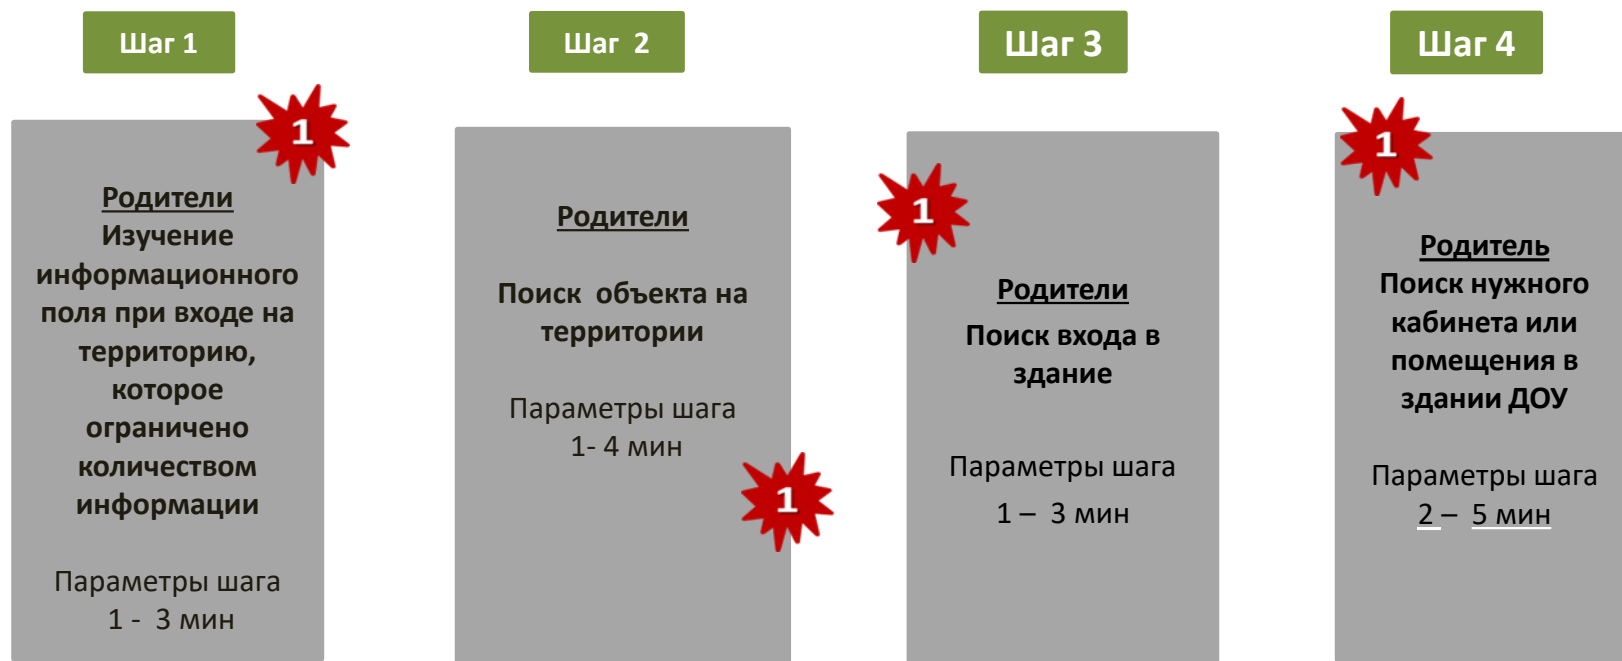 Шаг 1
1
Родители
Изучение
информационного
поля при входе на
территорию,
которое
ограничено
количеством
информации
Параметры шага
1 - 3 мин
Шаг 2
Родители
Поиск объекта на
территории
Параметры шага
1- 4 мин
1
Шаг 3
1
Родители
Поиск входа в
здание
Параметры шага
1 – 3 мин
Шаг 4
1
Родитель
Поиск нужного
кабинета или
помещения в
здании ДОУ
Параметры шага
2 – 5 мин